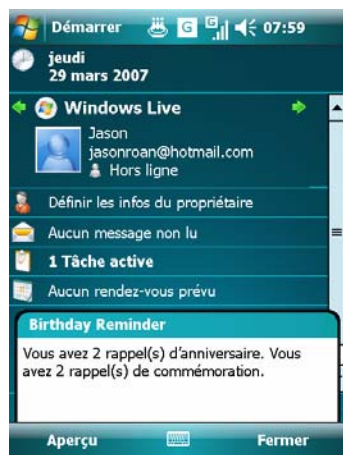 Démarrer G G 07:59
jeudi
29 mars 2007
Windows Live
Jason
jasonroan@hotmail.com
Hors ligne
Définir les infos du propriétaire
Aucun message non lu
1 Tâche active
Aucun rendez-vous prévu
Birthday Reminder
Vous avez 2 rappel(s) d'anniversaire. Vous
avez 2 rappel(s) de commémoration.
Aperçu Fermer